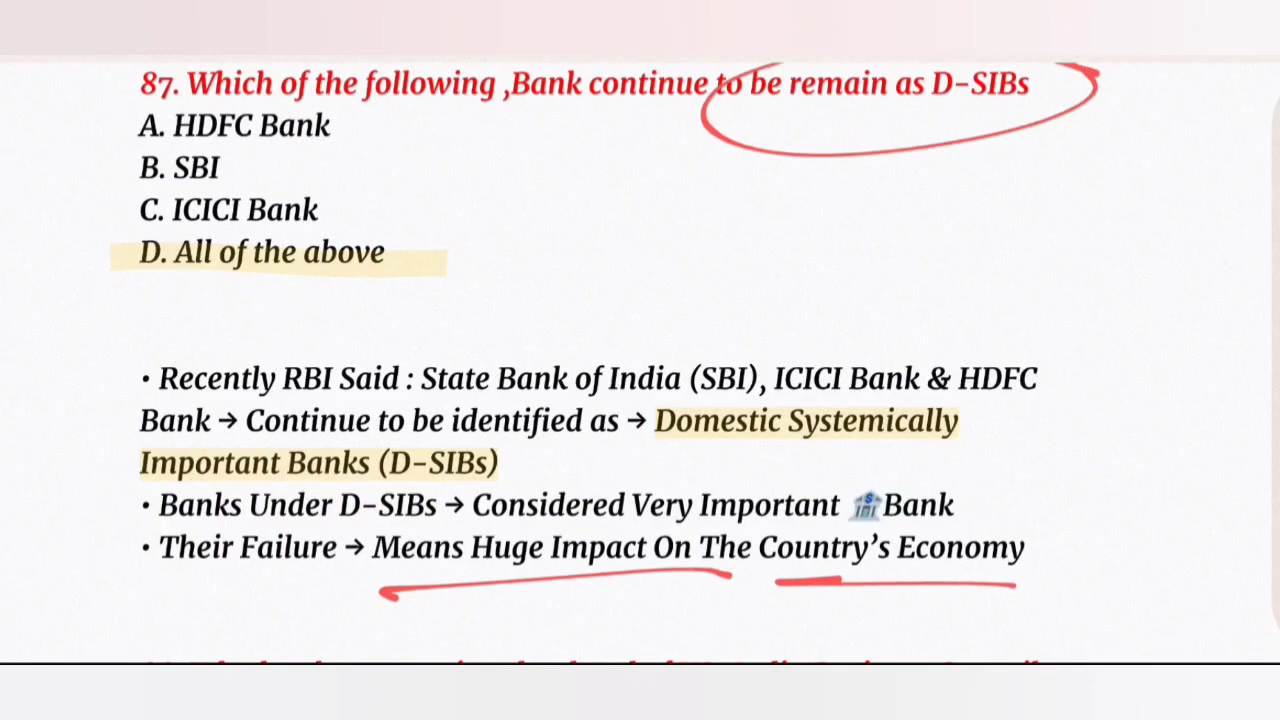 87. Which of the following ,Bank continue to be remain as D-SIBs
A. HDFC Bank
B. SBI
C. ICICI Bank
D. All of the above
• Recently RBI Said : State Bank of India (SBI), ICICI Bank & HDFC
Bank → Continue to be identified as → Domestic Systemically
Important Banks (D-SIBs)
• Banks Under D-SIBs → Considered Very Important 🏦Bank
• Their Failure → Means Huge Impact On The Country's Economy